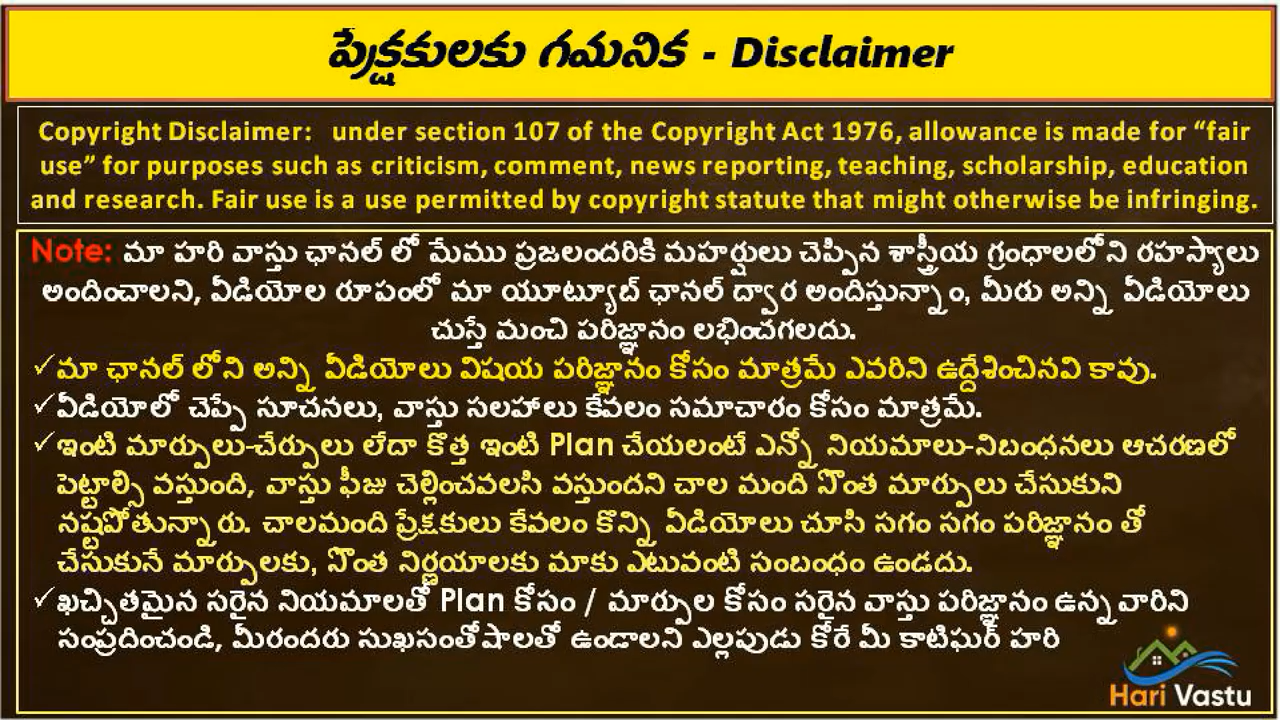 ప్రేక్షకులకు గమనిక - Disclaimer
Copyright Disclaimer: under section 107 of the Copyright Act 1976, allowance is made for “fair
use” for purposes such as criticism, comment, news reporting, teaching, scholarship, education
and research. Fair use is a use permitted by copyright statute that might otherwise be infringing.
Note: మా హరి వాస్తు ఛానల్ లో మేము ప్రజలందరికి మహర్షులు చెప్పిన శాస్త్రీయ గ్రంధాలలోని రహస్యాలు
అందించాలని, వీడియోల రూపంలో మా యూట్యూబ్ ఛానల్ ద్వార అందిస్తున్నాం, మీరు అన్ని వీడియోలు
చుస్తే మంచి పరిజ్ఞానం లభించగలదు.
✓మా ఛానల్ లోని అన్ని వీడియోలు విషయ పరిజ్ఞానం కోసం మాత్రమే ఎవరిని ఉద్దేశించినవి కావు.
✓వీడియోలో చెప్పే సూచనలు, వాస్తు సలహాలు కేవలం సమాచారం కోసం మాత్రమే.
✓ఇంటి మార్పులు-చేర్పులు లేదా కొత్త ఇంటి Plan చేయలంటే ఎన్నో నియమాలు-నిబంధనలు ఆచరణలో
పెట్టాల్సి వస్తుంది, వాస్తు ఫీజు చెల్లించవలసి వస్తుందని చాల మంది సొంత మార్పులు చేసుకుని
నష్టపోతున్నారు. చాలమంది ప్రేక్షకులు కేవలం కొన్ని వీడియోలు చూసి సగం సగం పరిజ్ఞానం తో
చేసుకునే మార్పులకు, సొంత నిర్ణయాలకు మాకు ఎటువంటి సంబంధం ఉండదు.
✓ఖచ్చితమైన సరైన నియమాలతో Plan కోసం / మార్పుల కోసం సరైన వాస్తు పరిజ్ఞానం ఉన్నవారిని
సంప్రదించండి, మీరందరు సుఖసంతోషాలతో ఉండాలని ఎల్లపుడు కోరే మీ కాటిఘర్ హరి
Hari Vastu